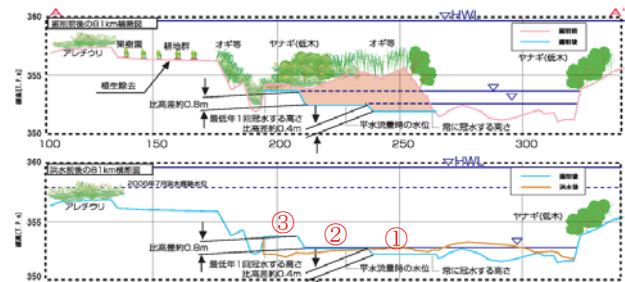 360
掘削前後の81km横断図
HWL
掘削前
掘削後
アレチウリ
果樹園
耕地群
オギ等
ヤナギ(低木)
オギ等
ヤナギ(低木)
植生除去
標高[T.P.m]
355
比高差約0.8m
最低年1回冠水する高さ
比高差約0.4m
平水流量時の水位
常に冠水する高さ
350
100
150
200
250
300
360
洪水前後の81km横断図
HWL
2006年7月洪水痕跡水位
掘削後
洪水後
アレチウリ
ヤナギ(低木)
標高[T.P.m]
355
③
②
①
比高差約0.8m
最低年1回冠水する高さ
比高差約0.4m
平水流量時の水位
常に冠水する高さ
350